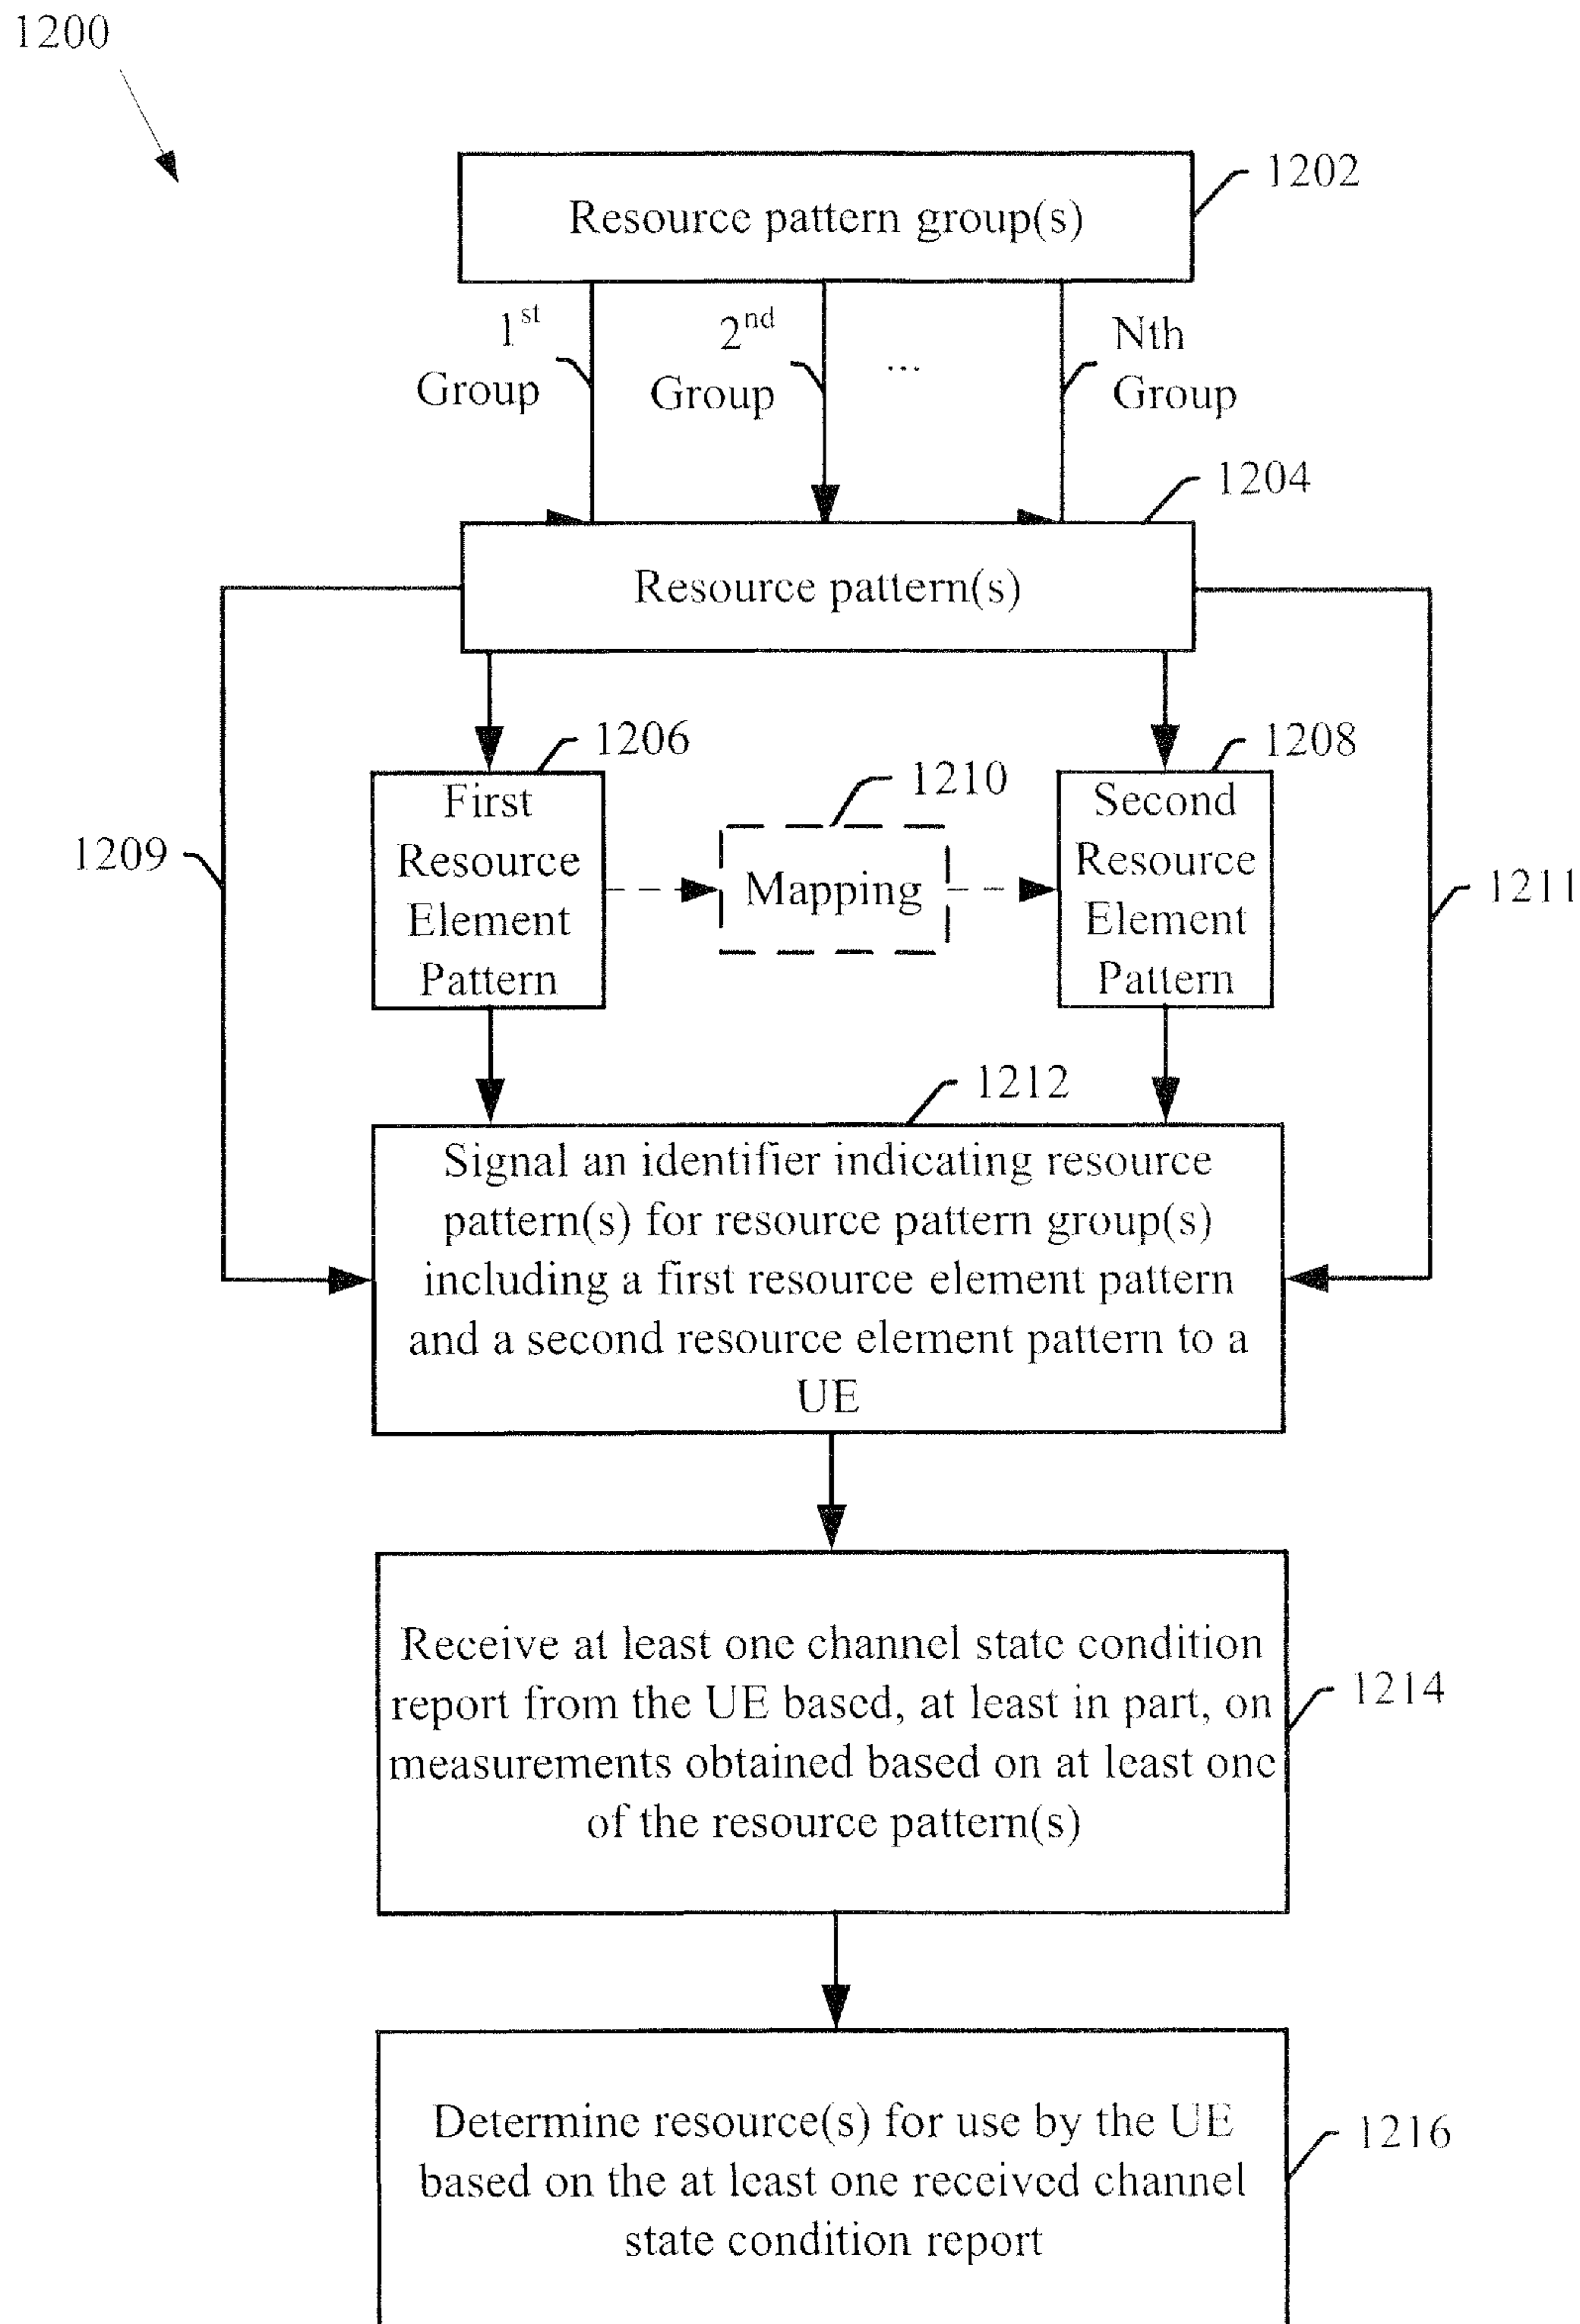 1200
1202
Resource pattern group(s)
1st
Group
2nd
Group
...
Nth
Group
1204
Resource pattern(s)
1206
First
Resource
Element
Pattern
1208
Second
Resource
Element
Pattern
1210
Mapping
1209
1211
1212
Signal an identifier indicating resource
pattern(s) for resource pattern group(s)
including a first resource element pattern
and a second resource element pattern to a
UE
Receive at least one channel state condition
report from the UE based, at least in part, on
measurements obtained based on at least one
of the resource pattern(s)
1214
Determine resource(s) for use by the UE
based on the at least one received channel
state condition report
1216